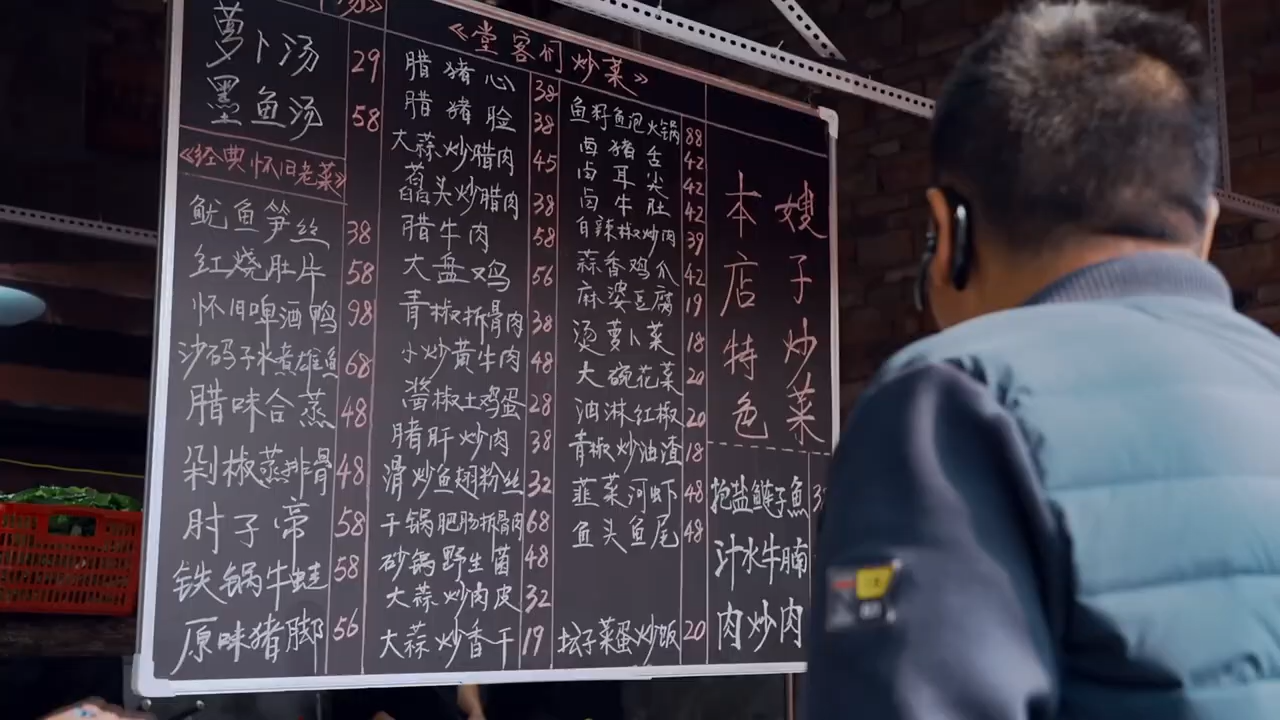 萝卜汤 29
黑鱼汤 58
《经典怀旧老菜》
鱿鱼笋丝 38
红烧肚片 58
怀旧啤酒鸭 98
沙码子水煮雄鱼 68
腊味合蒸 48
剁椒蒸排骨 48
肘子帝 58
铁锅牛蛙 58
原味猪脚 56
《堂客们炒菜》
腊猪心 38
腊猪脸 38
大蒜炒腊肉 45
藠头炒腊肉 38
腊牛肉 58
大盘鸡 56
青椒拆骨肉 38
小炒黄牛肉 48
酱椒土鸡蛋 28
猪肝炒肉 38
滑炒鱼翅粉丝 32
干锅肥肠拆骨肉 68
砂锅野生菌 48
大蒜炒肉皮 32
大蒜炒香干 19
鱼籽鱼泡火锅 88
卤猪舌 42
卤耳尖 42
卤牛肚 42
自辣椒炒肉 39
蒜香鸡爪 42
麻婆豆腐 19
烫萝卜菜 18
大碗花菜 20
油淋红椒 20
青椒炒油渣 18
韮菜河虾 48
鱼头鱼尾 48
坛子菜蛋炒饭 20
嫂子炒菜
本店特色
抱盐鲢子魚
汁水牛腩
肉炒肉